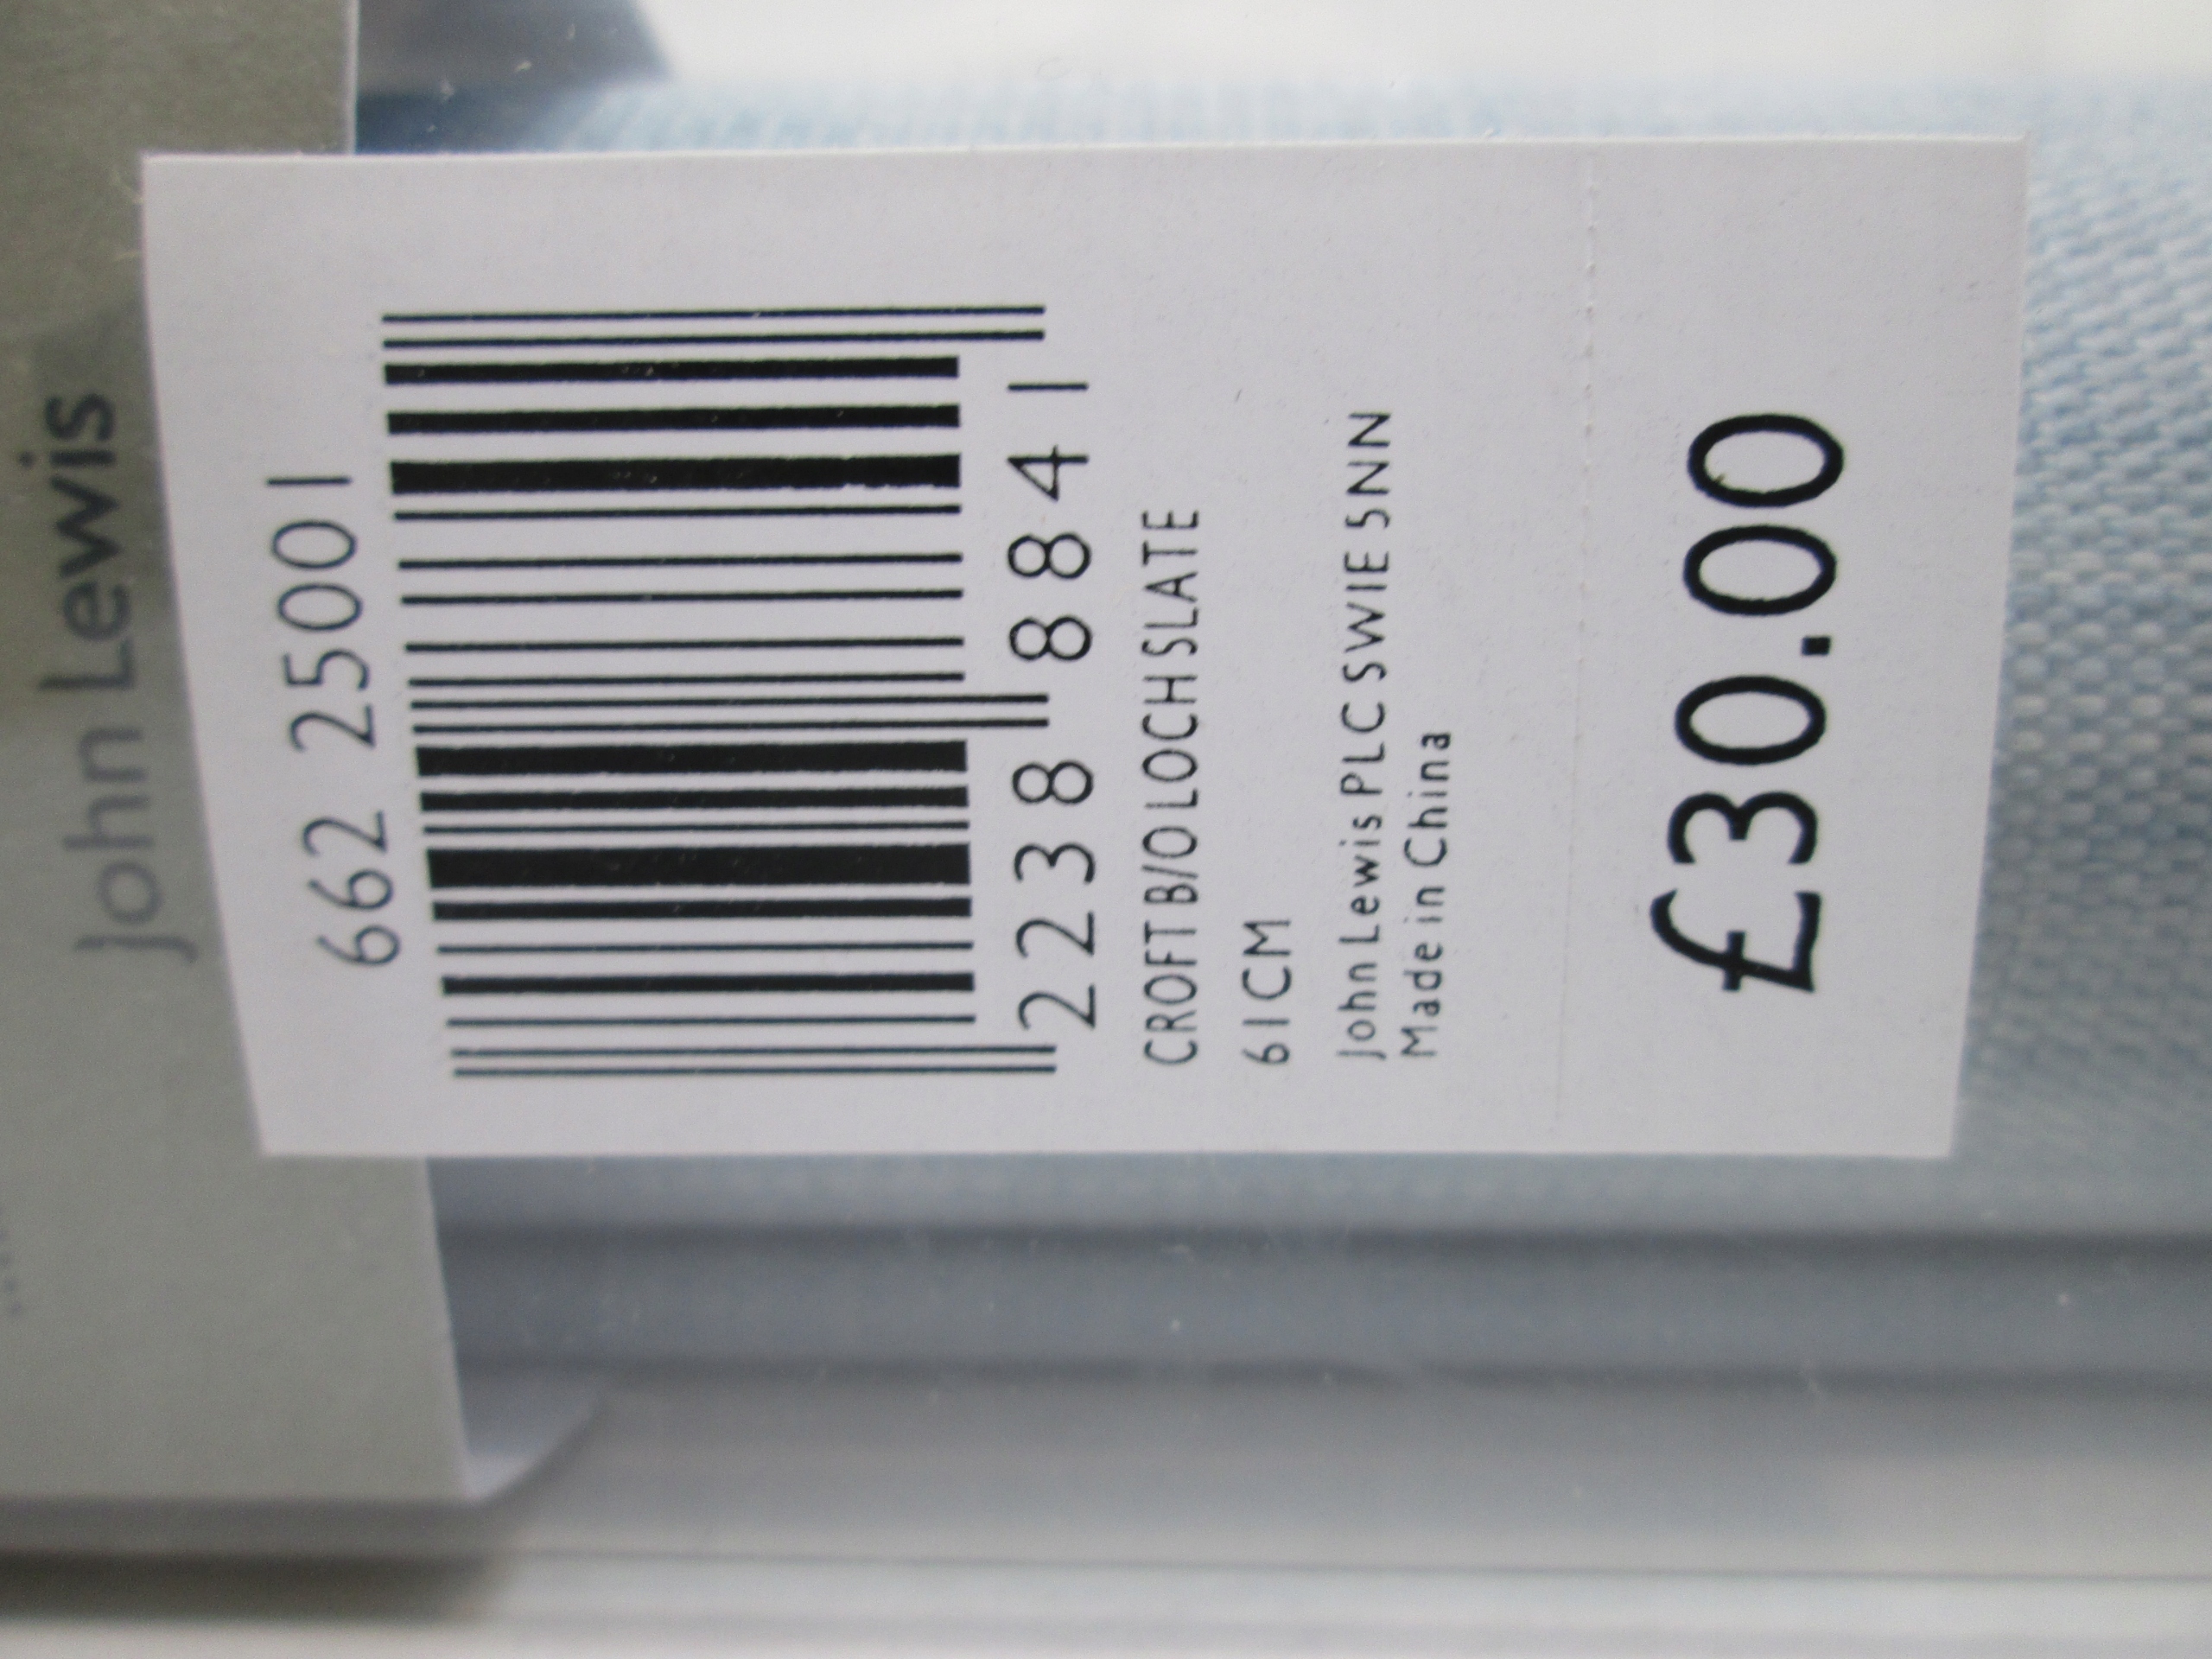 John Lewis
662 25001
2238 8841
CROFT B/O LOCH SLATE
61CM
John Lewis PLC SW1E 5NN
Made in China
£30.00